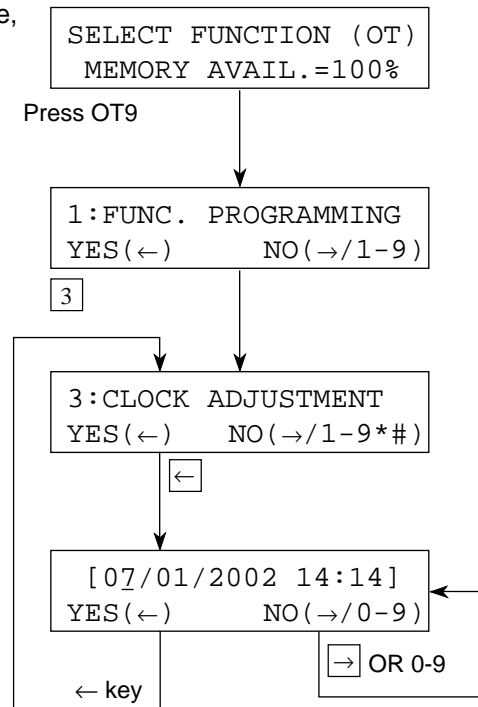 e,
SELECT FUNCTION (OT)
MEMORY AVAIL.=100%
Press OT9
1:FUNC. PROGRAMMING
YES(←) NO(→/1-9)
3
3:CLOCK ADJUSTMENT
YES(←) NO(→/1-9*#)
←
[07/01/2002 14:14]
YES(←) NO(→/0-9)
→ OR 0-9
← key